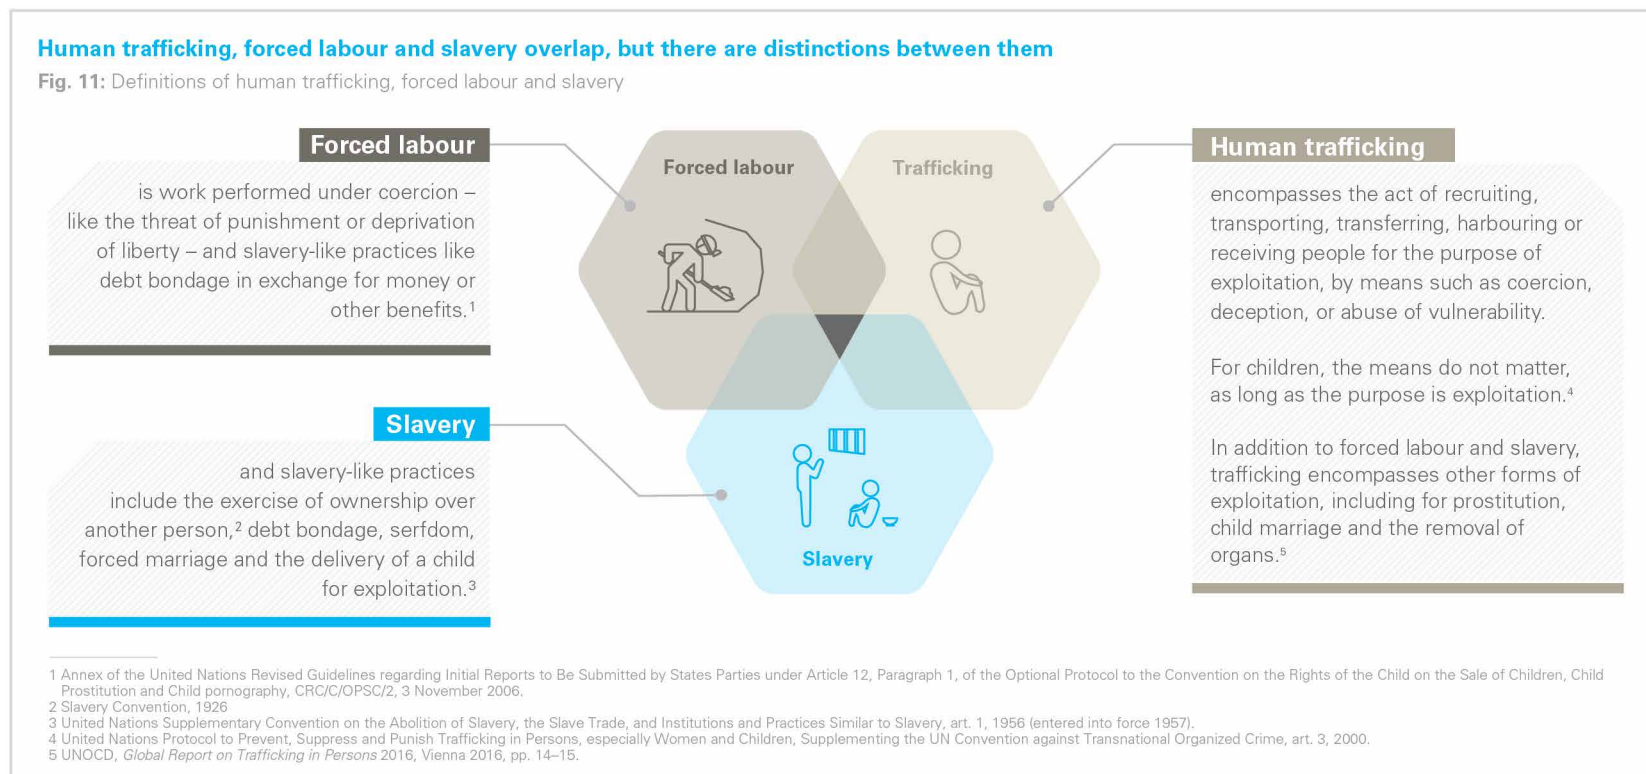 Human trafficking, forced labour and slavery overlap, but there are distinctions between them
Fig. 11: Definitions of human trafficking, forced labour and slavery
Forced labour
is work performed under coercion –
like the threat of punishment or deprivation
of liberty – and slavery-like practices like
debt bondage in exchange for money or
other benefits.¹
Slavery
and slavery-like practices
include the exercise of ownership over
another person,² debt bondage, serfdom,
forced marriage and the delivery of a child
for exploitation.³
Forced labour
Trafficking
Slavery
Human trafficking
encompasses the act of recruiting,
transporting, transferring, harbouring or
receiving people for the purpose of
exploitation, by means such as coercion,
deception, or abuse of vulnerability.
For children, the means do not matter,
as long as the purpose is exploitation.⁴
In addition to forced labour and slavery,
trafficking encompasses other forms of
exploitation, including for prostitution,
child marriage and the removal of
organs.⁵
1 Annex of the United Nations Revised Guidelines regarding Initial Reports to Be Submitted by States Parties under Article 12, Paragraph 1, of the Optional Protocol to the Convention on the Rights of the Child on the Sale of Children, Child
Prostitution and Child pornography, CRC/C/OPSC/2, 3 November 2006.
2 Slavery Convention, 1926
3 United Nations Supplementary Convention on the Abolition of Slavery, the Slave Trade, and Institutions and Practices Similar to Slavery, art. 1, 1956 (entered into force 1957).
4 United Nations Protocol to Prevent, Suppress and Punish Trafficking in Persons, especially Women and Children, Supplementing the UN Convention against Transnational Organized Crime, art. 3, 2000.
5 UNOCD, Global Report on Trafficking in Persons 2016, Vienna 2016, pp. 14–15.